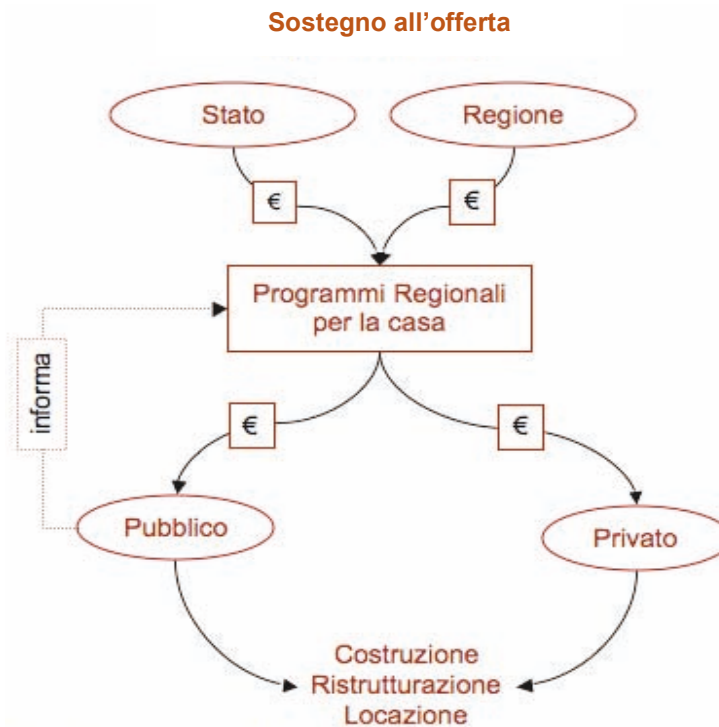 Sostegno all'offerta
Stato
Regione
€
€
Programmi Regionali
per la casa
informa
€
€
Pubblico
Privato
Costruzione
Ristrutturazione
Locazione